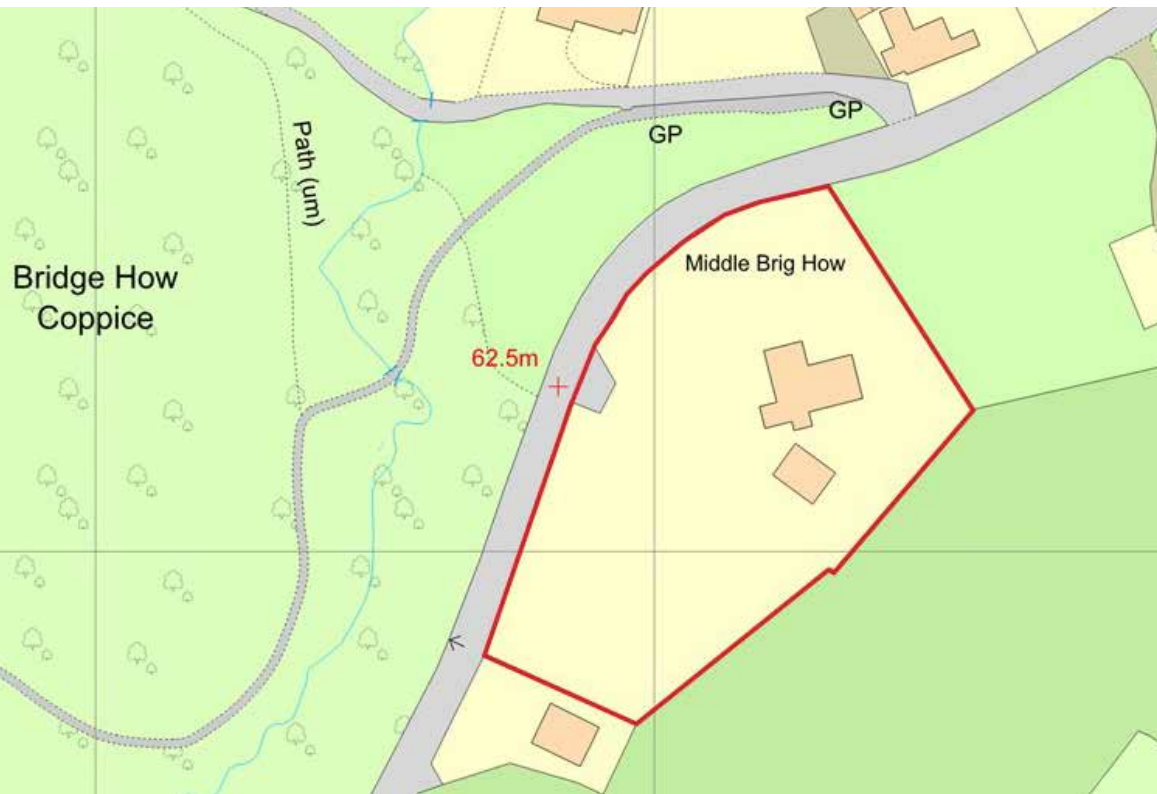 GP
GP
Path (um)
Middle Brig How
Bridge How
Coppice
62.5m